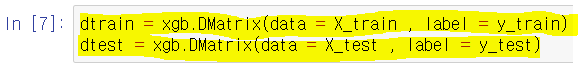 In [7]: dtrain = xgb.DMatrix(data = X_train , label = y_train)
dtest = xgb.DMatrix(data = X_test , label = y_test)